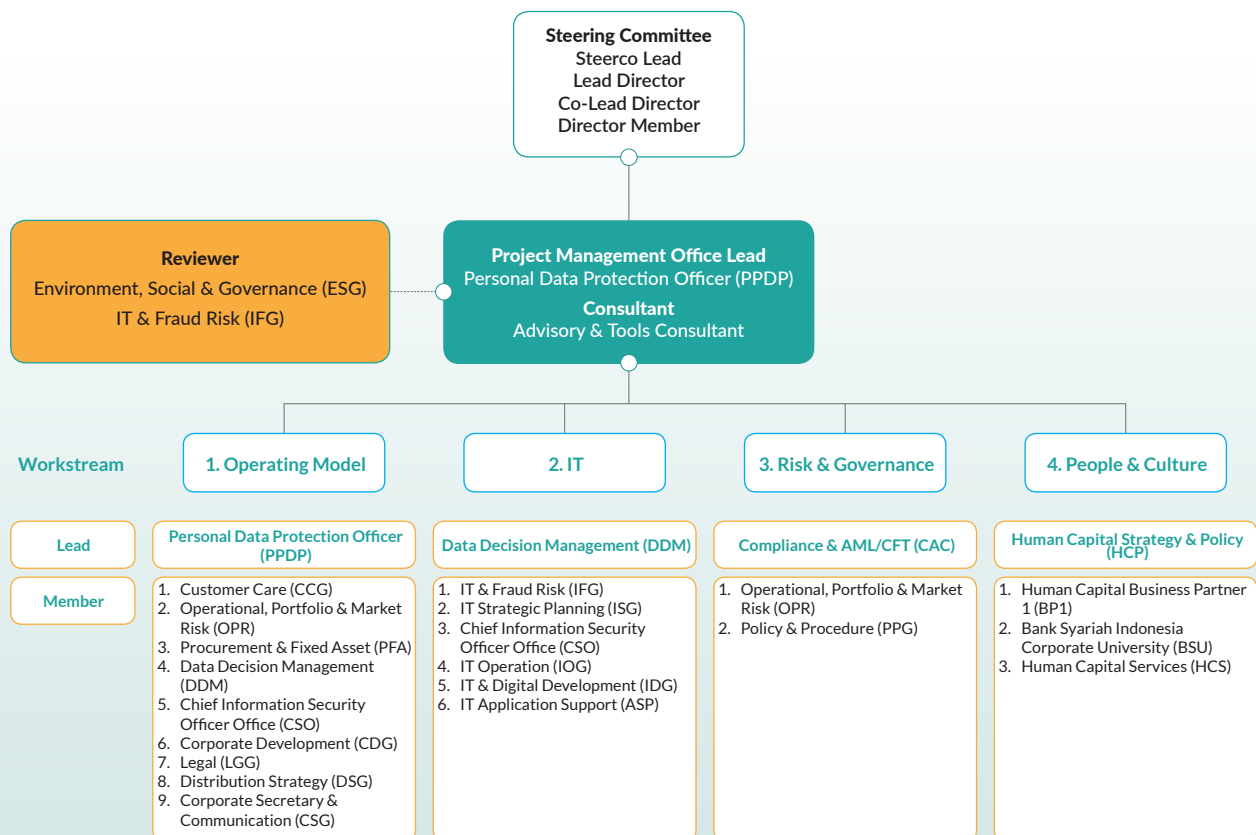 Steering Committee
Steerco Lead
Lead Director
Co-Lead Director
Director Member
Reviewer
Environment, Social & Governance (ESG)
IT & Fraud Risk (IFG)
Project Management Office Lead
Personal Data Protection Officer (PPDP)
Consultant
Advisory & Tools Consultant
Workstream
1. Operating Model
2. IT
3. Risk & Governance
4. People & Culture
Lead
Personal Data Protection Officer
(PPDP)
Data Decision Management (DDM)
Compliance & AML/CFT (CAC)
Human Capital Strategy & Policy
(HCP)
Member
1. Customer Care (CCG)
2. Operational, Portfolio & Market
Risk (OPR)
3. Procurement & Fixed Asset (PFA)
4. Data Decision Management
(DDM)
5. Chief Information Security
Officer Office (CSO)
6. Corporate Development (CDG)
7. Legal (LGG)
8. Distribution Strategy (DSG)
9. Corporate Secretary &
Communication (CSG)
1. IT & Fraud Risk (IFG)
2. IT Strategic Planning (ISG)
3. Chief Information Security
Officer Office (CSO)
4. IT Operation (IOG)
5. IT & Digital Development (IDG)
6. IT Application Support (ASP)
1. Operational, Portfolio & Market
Risk (OPR)
2. Policy & Procedure (PPG)
1. Human Capital Business Partner
1 (BP1)
2. Bank Syariah Indonesia
Corporate University (BSU)
3. Human Capital Services (HCS)